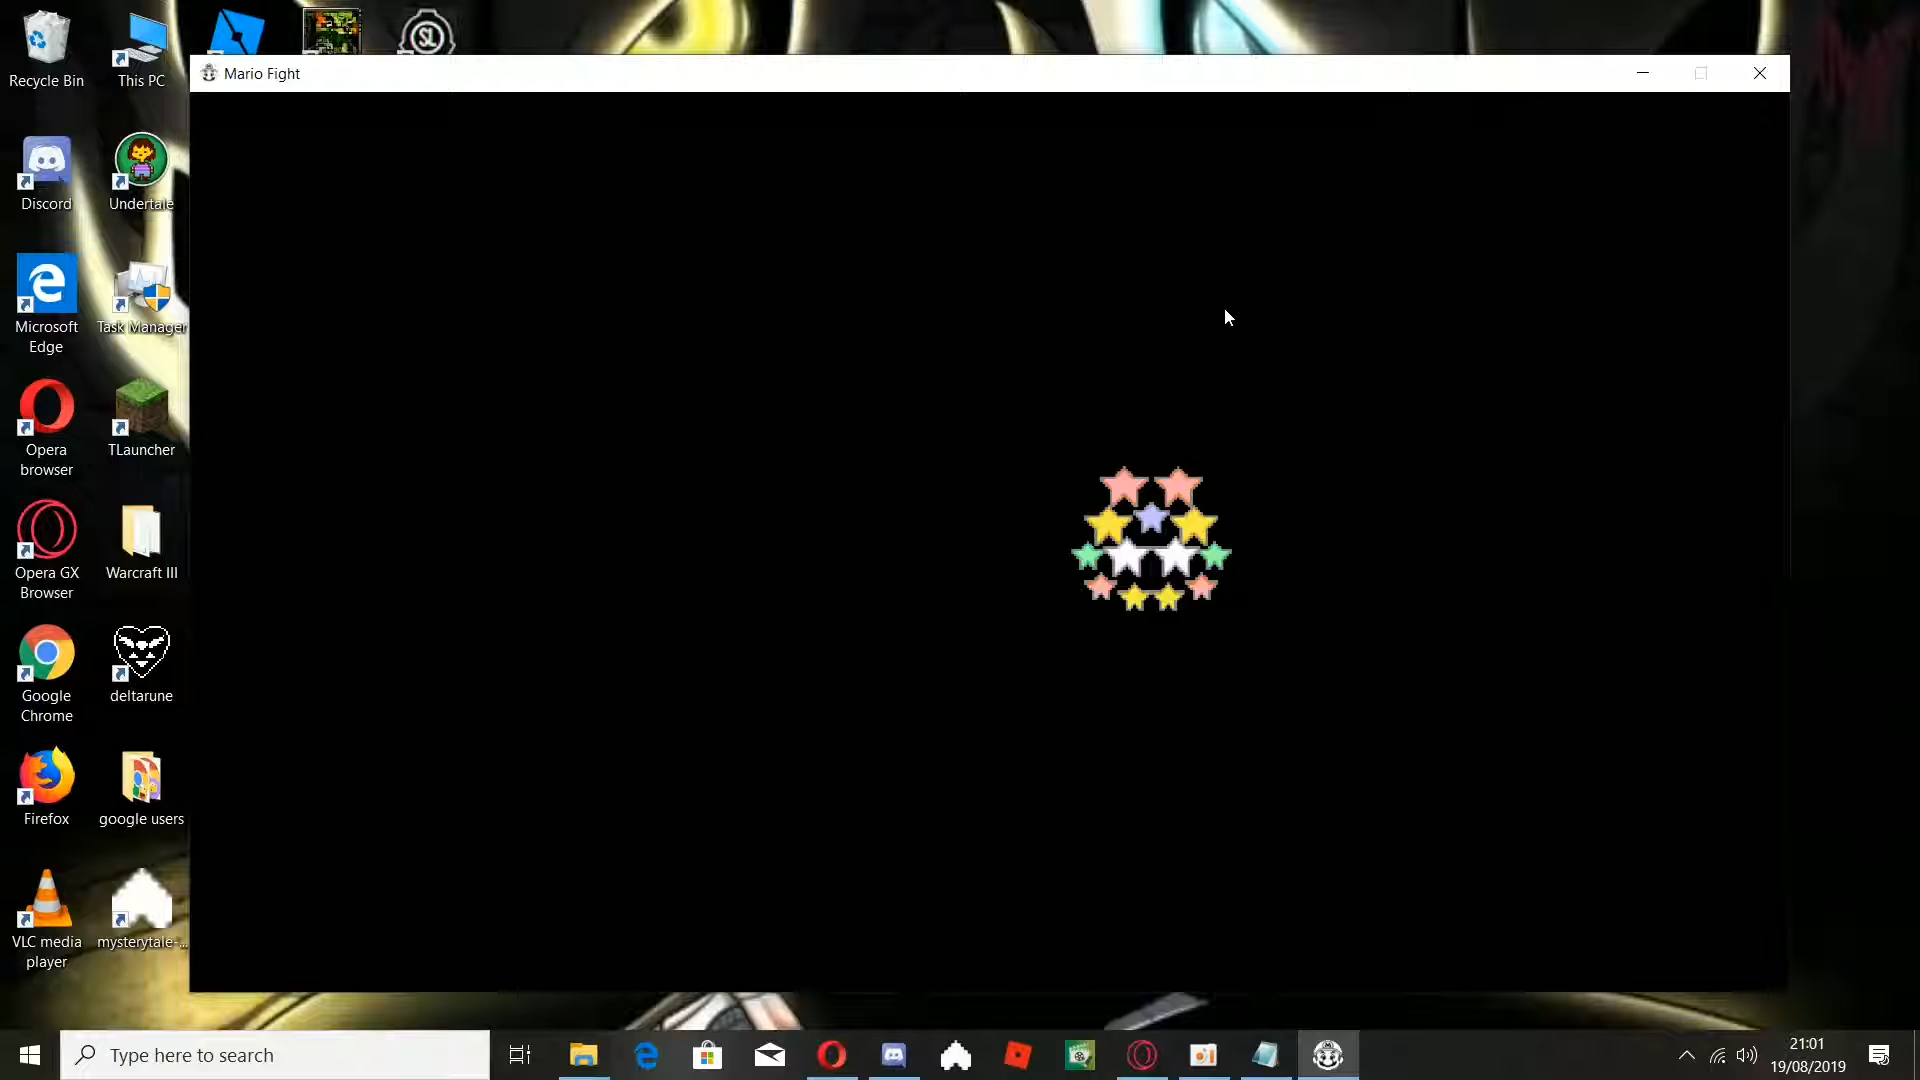 Mario Fight
Recycle Bin
This PC
Discord
Undertale
Microsoft
Edge
Task Manager
Opera
browser
TLauncher
Opera GX
Browser
Warcraft III
Google
Chrome
deltarune
Firefox
google users
VLC media
player
mysterytale-...
SL
Type here to search
21:01
19/08/2019